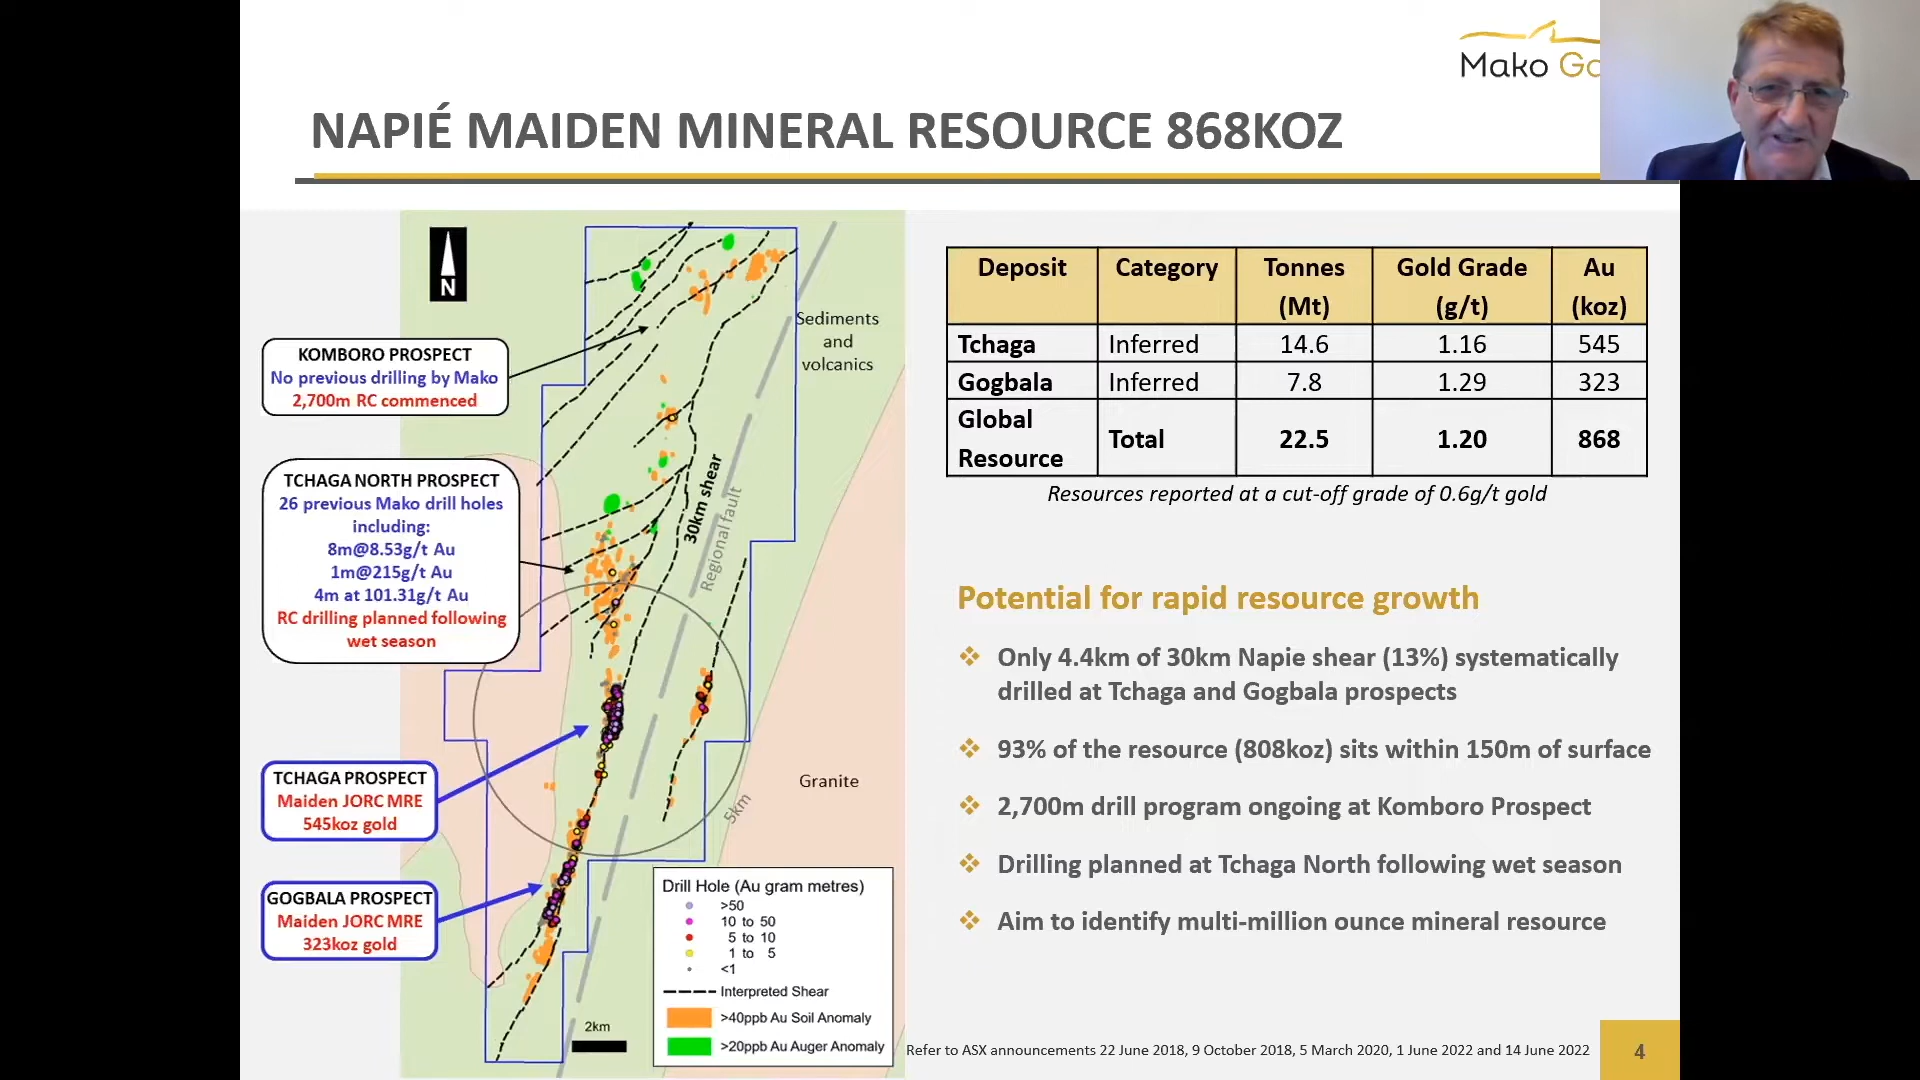 Mako Go
NAPIÉ MAIDEN MINERAL RESOURCE 868KOZ
N
Sediments
and
volcanics
KOMBORO PROSPECT
No previous drilling by Mako
2,700m RC commenced
TCHAGA NORTH PROSPECT
26 previous Mako drill holes
including:
8m@8.53g/t Au
1m@215g/t Au
4m at 101.31g/t Au
RC drilling planned following
wet season
30km shear
Regional fault
TCHAGA PROSPECT
Maiden JORC MRE
545koz gold
Granite
5km
GOGBALA PROSPECT
Maiden JORC MRE
323koz gold
Drill Hole (Au gram metres)
>50
10 to 50
5 to 10
1 to 5
<1
Interpreted Shear
>40ppb Au Soil Anomaly
>20ppb Au Auger Anomaly
2km
Deposit Category Tonnes (Mt) Gold Grade (g/t) Au (koz)
Tchaga Inferred 14.6 1.16 545
Gogbala Inferred 7.8 1.29 323
Global Resource Total 22.5 1.20 868
Resources reported at a cut-off grade of 0.6g/t gold
Potential for rapid resource growth
Only 4.4km of 30km Napie shear (13%) systematically
drilled at Tchaga and Gogbala prospects
93% of the resource (808koz) sits within 150m of surface
2,700m drill program ongoing at Komboro Prospect
Drilling planned at Tchaga North following wet season
Aim to identify multi-million ounce mineral resource
Refer to ASX announcements 22 June 2018, 9 October 2018, 5 March 2020, 1 June 2022 and 14 June 2022
4